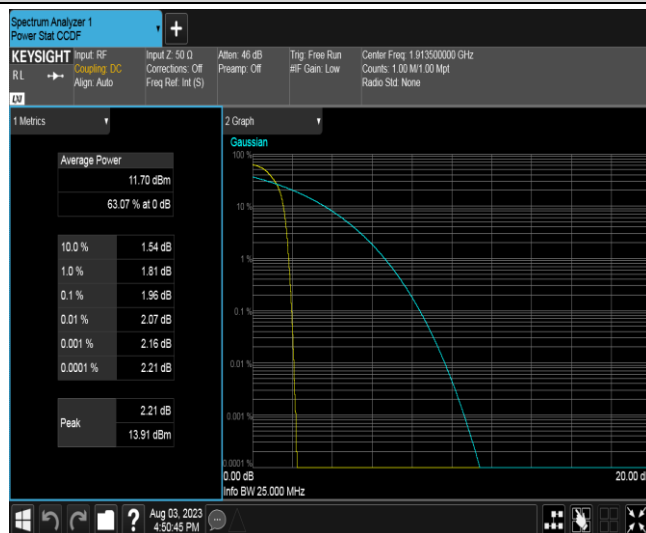 Spectrum Analyzer 1
Power Stat CCDF
+
KEYSIGHT
RL
LXI
Input: RF
Coupling: DC
Align: Auto
Input Z: 50 Ω
Corrections: Off
Freq Ref: Int (S)
Atten: 46 dB
Preamp: Off
Trig: Free Run
#IF Gain: Low
Center Freq: 1.913500000 GHz
Counts: 1.00 M/1.00 Mpt
Radio Std: None
1 Metrics
Average Power
11.70 dBm
63.07 % at 0 dB
10.0 % 1.54 dB
1.0 % 1.81 dB
0.1 % 1.96 dB
0.01 % 2.07 dB
0.001 % 2.16 dB
0.0001 % 2.21 dB
Peak
2.21 dB
13.91 dBm
2 Graph
Gaussian
100 %
10 %
1 %
0.1 %
0.01 %
0.001 %
0.0001 %
0.00 dB
20.00 d
Info BW 25.000 MHz
?
Aug 03, 2023
4:50:45 PM